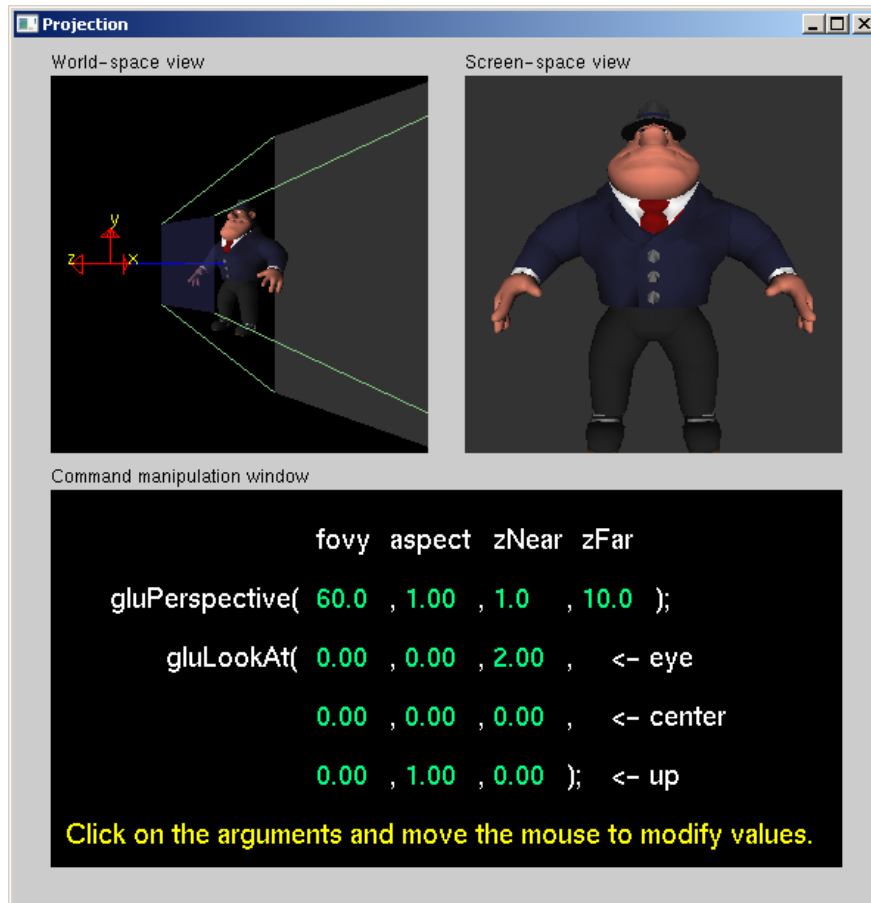 Projection
World-space view
Screen-space view
y
z x
Command manipulation window
fovy aspect zNear zFar
gluPerspective( 60.0 , 1.00 , 1.0 , 10.0 );
gluLookAt( 0.00 , 0.00 , 2.00 , <- eye
0.00 , 0.00 , 0.00 , <- center
0.00 , 1.00 , 0.00 ); <- up
Click on the arguments and move the mouse to modify values.